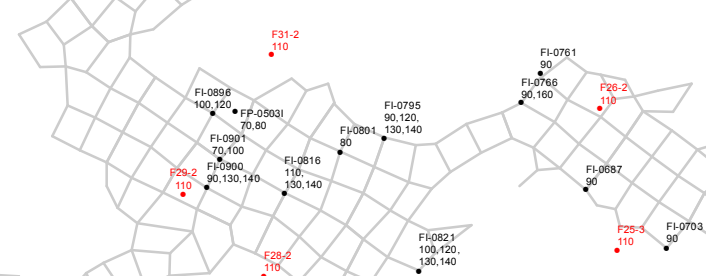 F31-2
110
FI-0761
90
FI-0766
90,160
F26-2
110
FI-0896
100,120
FP-0503I
70,80
FI-0795
90,120,
130,140
FI-0801
80
FI-0901
70,100
FI-0900
90,130,140
FI-0816
110,
130,140
F29-2
110
FI-0687
90
FI-0821
100,120,
130,140
F25-3
110
FI-0703
90
F28-2
110